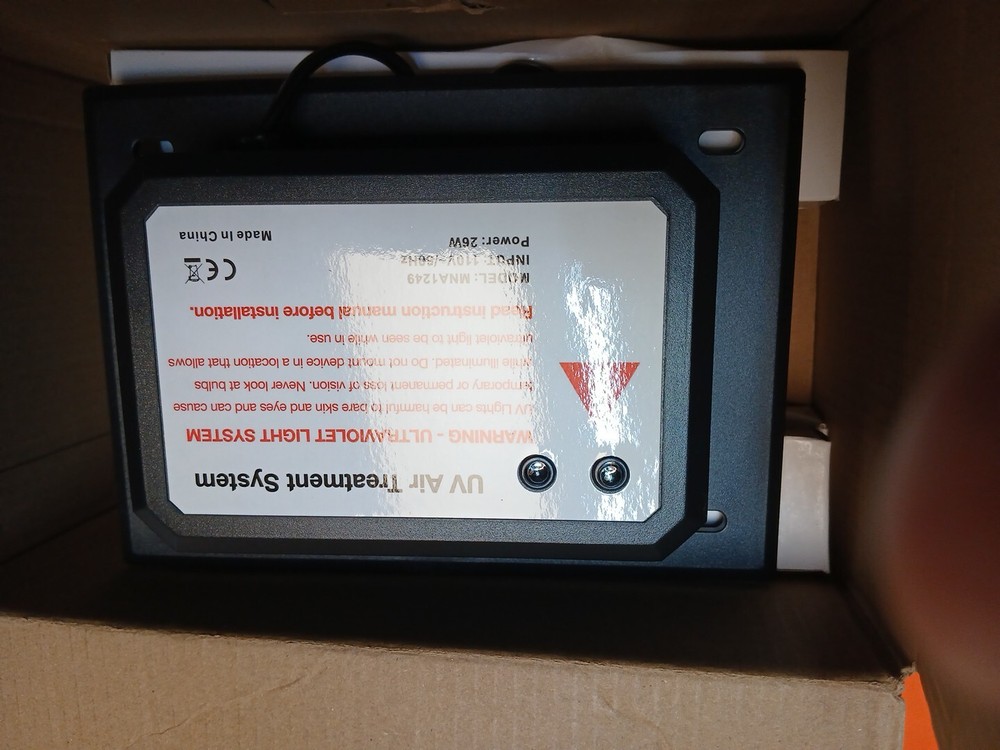 UV Air Treatment System
WARNING - ULTRAVIOLET LIGHT SYSTEM
UV Lights can be harmful to bare skin and eyes and can cause
temporary or permanent loss of vision. Never look at bulbs
while illuminated. Do not mount device in a location that allows
ultraviolet light to be seen while in use.
Read instruction manual before installation.
MODEL: MNA1249
INPUT: 110V~/60Hz
Power: 26W
CE
Made In China